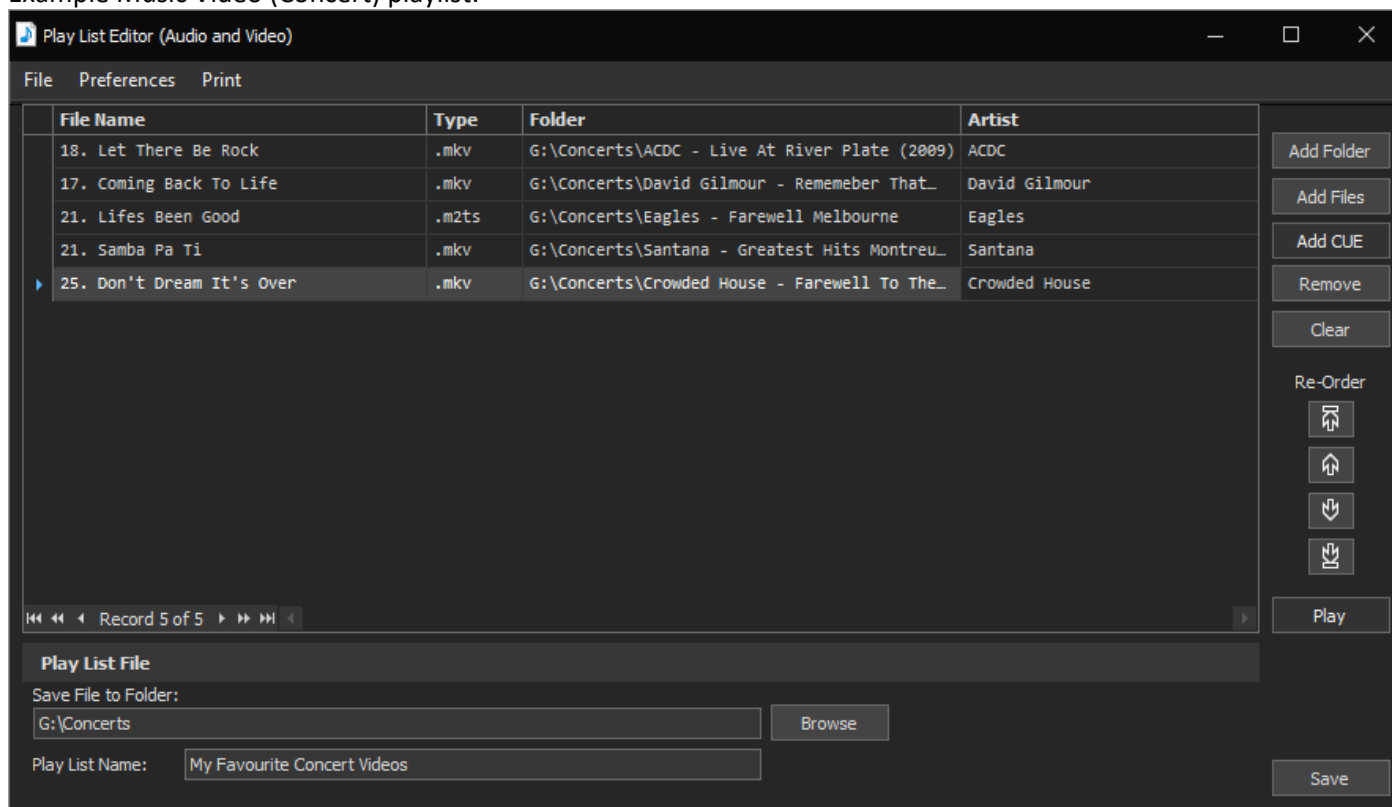 Example Music Video (Concert) playlist:
Play List Editor (Audio and Video)
File Preferences Print
File Name Type Folder Artist
18. Let There Be Rock .mkv G:\Concerts\ACDC - Live At River Plate (2009) ACDC
17. Coming Back To Life .mkv G:\Concerts\David Gilmour - Rememeber That… David Gilmour
21. Lifes Been Good .m2ts G:\Concerts\Eagles - Farewell Melbourne Eagles
21. Samba Pa Ti .mkv G:\Concerts\Santana - Greatest Hits Montreu… Santana
25. Don't Dream It's Over .mkv G:\Concerts\Crowded House - Farewell To The… Crowded House
Add Folder
Add Files
Add CUE
Remove
Clear
Re-Order
Record 5 of 5
Play
Play List File
Save File to Folder:
G:\Concerts
Browse
Play List Name: My Favourite Concert Videos
Save